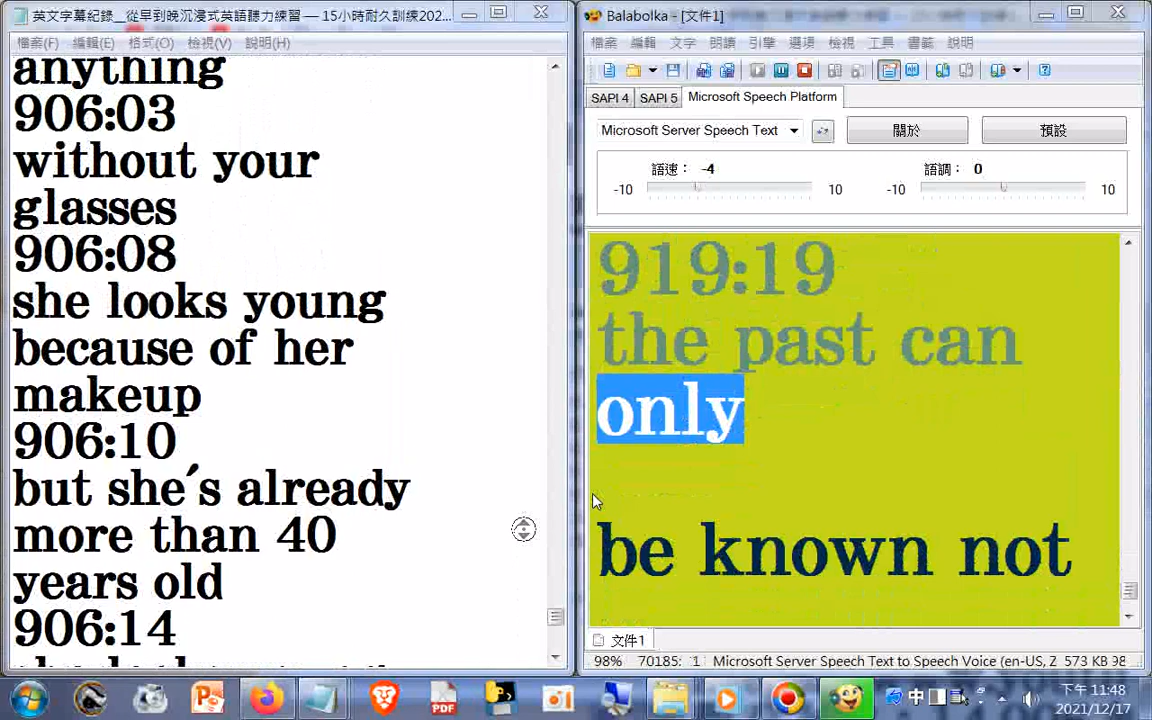 英文字幕紀錄__從早到晚沉浸式英語聽力練習 — 15小時耐久訓練202...
檔案(F) 編輯(E) 格式(O) 檢視(V) 說明(H)
anything
906:03
without your
glasses
906:08
she looks young
because of her
makeup
906:10
but she's already
more than 40
years old
906:14
Balabolka - [文件1]
檔案 編輯 文字 朗讀 引擎 選項 檢視 工具 書籤 說明
SAPI 4 SAPI 5 Microsoft Speech Platform
Microsoft Server Speech Text 關於 預設
語速: -4 語調: 0
-10 10 -10 10
919:19
the past can
only
be known not
文件1
98% 70185: 1 Microsoft Server Speech Text to Speech Voice (en-US, Z 573 KB 98
PDF 中 下午 11:48
2021/12/17